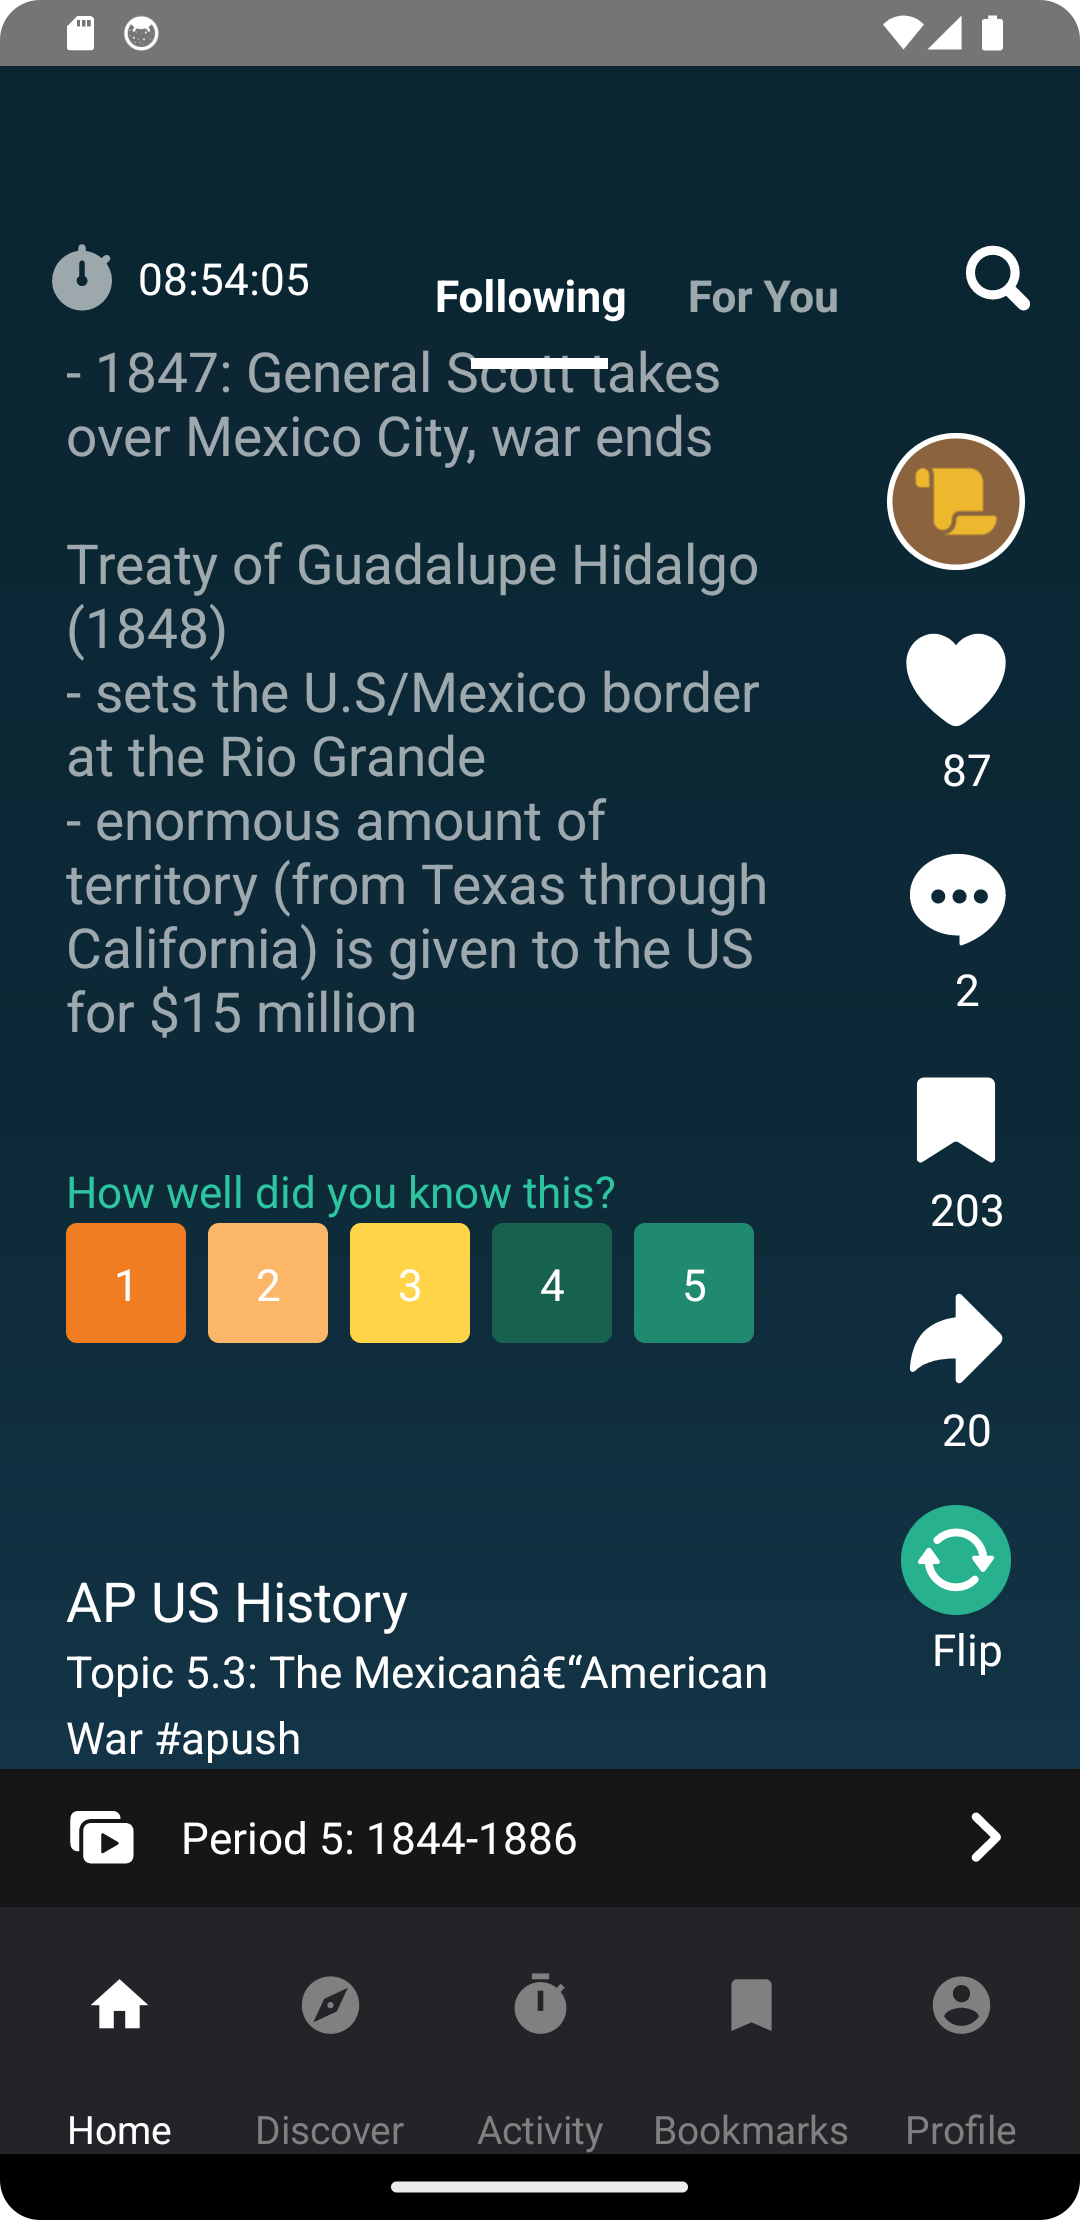 08:54:05
Following
For You
- 1847: General Scott takes
over Mexico City, war ends
Treaty of Guadalupe Hidalgo
(1848)
- sets the U.S/Mexico border
at the Rio Grande
- enormous amount of
territory (from Texas through
California) is given to the US
for $15 million
87
2
203
20
Flip
How well did you know this?
1 2 3 4 5
AP US History
Topic 5.3: The Mexicanâ€“American
War #apush
Period 5: 1844-1886
Home
Discover
Activity
Bookmarks
Profile